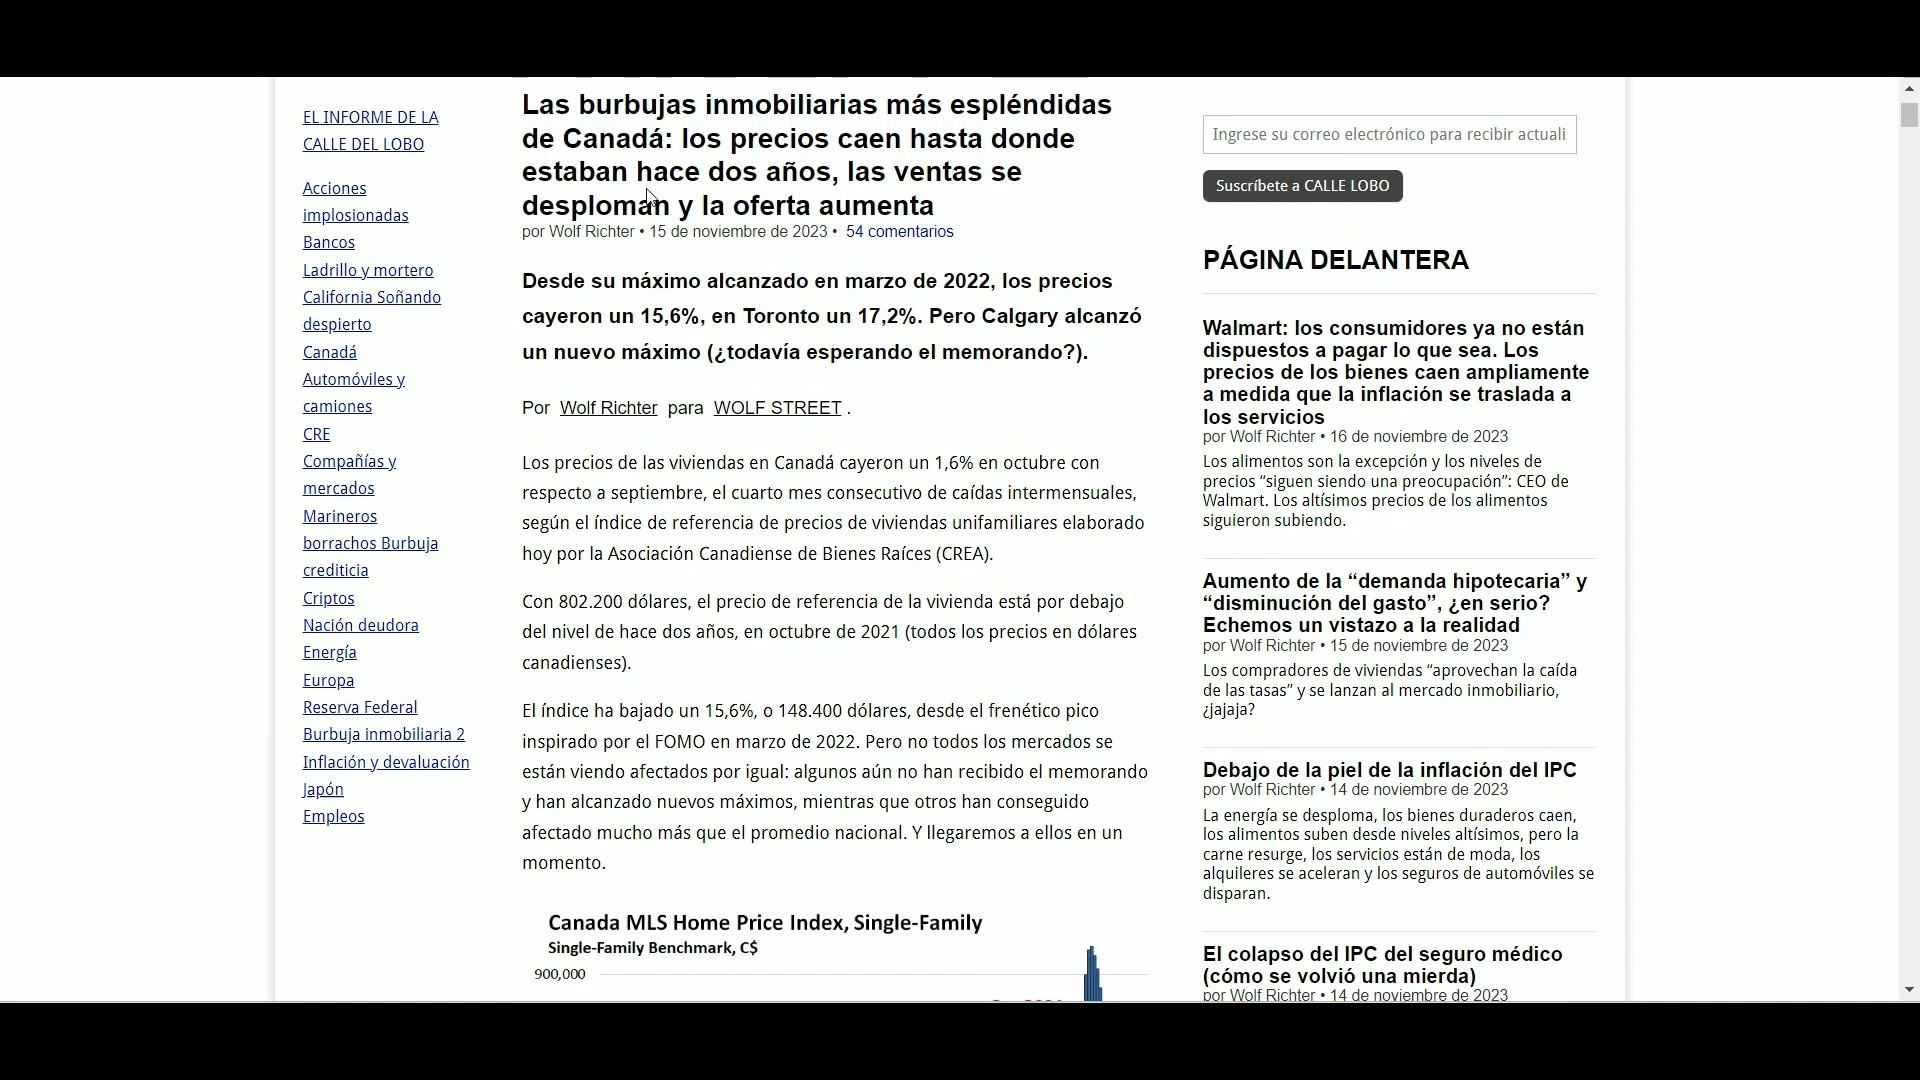 EL INFORME DE LA
CALLE DEL LOBO
Acciones
implosionadas
Bancos
Ladrillo y mortero
California Soñando
despierto
Canadá
Automóviles y
camiones
CRE
Compañías y
mercados
Marineros
borrachos Burbuja
crediticia
Criptos
Nación deudora
Energía
Europa
Reserva Federal
Burbuja inmobiliaria 2
Inflación y devaluación
Japón
Empleos
Las burbujas inmobiliarias más espléndidas
de Canadá: los precios caen hasta donde
estaban hace dos años, las ventas se
desploman y la oferta aumenta
por Wolf Richter • 15 de noviembre de 2023 • 54 comentarios
Desde su máximo alcanzado en marzo de 2022, los precios
cayeron un 15,6%, en Toronto un 17,2%. Pero Calgary alcanzó
un nuevo máximo (¿todavía esperando el memorando?).
Por Wolf Richter para WOLF STREET .
Los precios de las viviendas en Canadá cayeron un 1,6% en octubre con
respecto a septiembre, el cuarto mes consecutivo de caídas intermensuales,
según el índice de referencia de precios de viviendas unifamiliares elaborado
hoy por la Asociación Canadiense de Bienes Raíces (CREA).
Con 802.200 dólares, el precio de referencia de la vivienda está por debajo
del nivel de hace dos años, en octubre de 2021 (todos los precios en dólares
canadienses).
El índice ha bajado un 15,6%, o 148.400 dólares, desde el frenético pico
inspirado por el FOMO en marzo de 2022. Pero no todos los mercados se
están viendo afectados por igual: algunos aún no han recibido el memorando
y han alcanzado nuevos máximos, mientras que otros han conseguido
afectado mucho más que el promedio nacional. Y llegaremos a ellos en un
momento.
Canada MLS Home Price Index, Single-Family
Single-Family Benchmark, C$
900,000
Ingrese su correo electrónico para recibir actuali
Suscríbete a CALLE LOBO
PÁGINA DELANTERA
Walmart: los consumidores ya no están
dispuestos a pagar lo que sea. Los
precios de los bienes caen ampliamente
a medida que la inflación se traslada a
los servicios
por Wolf Richter • 16 de noviembre de 2023
Los alimentos son la excepción y los niveles de
precios “siguen siendo una preocupación”: CEO de
Walmart. Los altísimos precios de los alimentos
siguieron subiendo.
Aumento de la “demanda hipotecaria” y
“disminución del gasto”, ¿en serio?
Echemos un vistazo a la realidad
por Wolf Richter • 15 de noviembre de 2023
Los compradores de viviendas “aprovechan la caída
de las tasas” y se lanzan al mercado inmobiliario,
¿jajaja?
Debajo de la piel de la inflación del IPC
por Wolf Richter • 14 de noviembre de 2023
La energía se desploma, los bienes duraderos caen,
los alimentos suben desde niveles altísimos, pero la
carne resurge, los servicios están de moda, los
alquileres se aceleran y los seguros de automóviles se
disparan.
El colapso del IPC del seguro médico
(cómo se volvió una mierda)
por Wolf Richter • 14 de noviembre de 2023